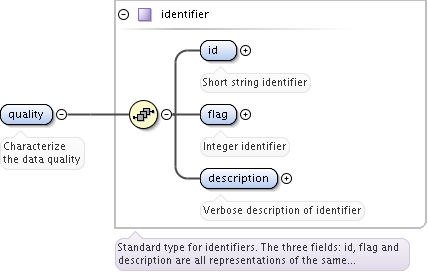 identifier
id
Short string identifier
quality
Characterize
the data quality
flag
Integer identifier
description
Verbose description of identifier
Standard type for identifiers. The three fields: id, flag and
description are all representations of the same...